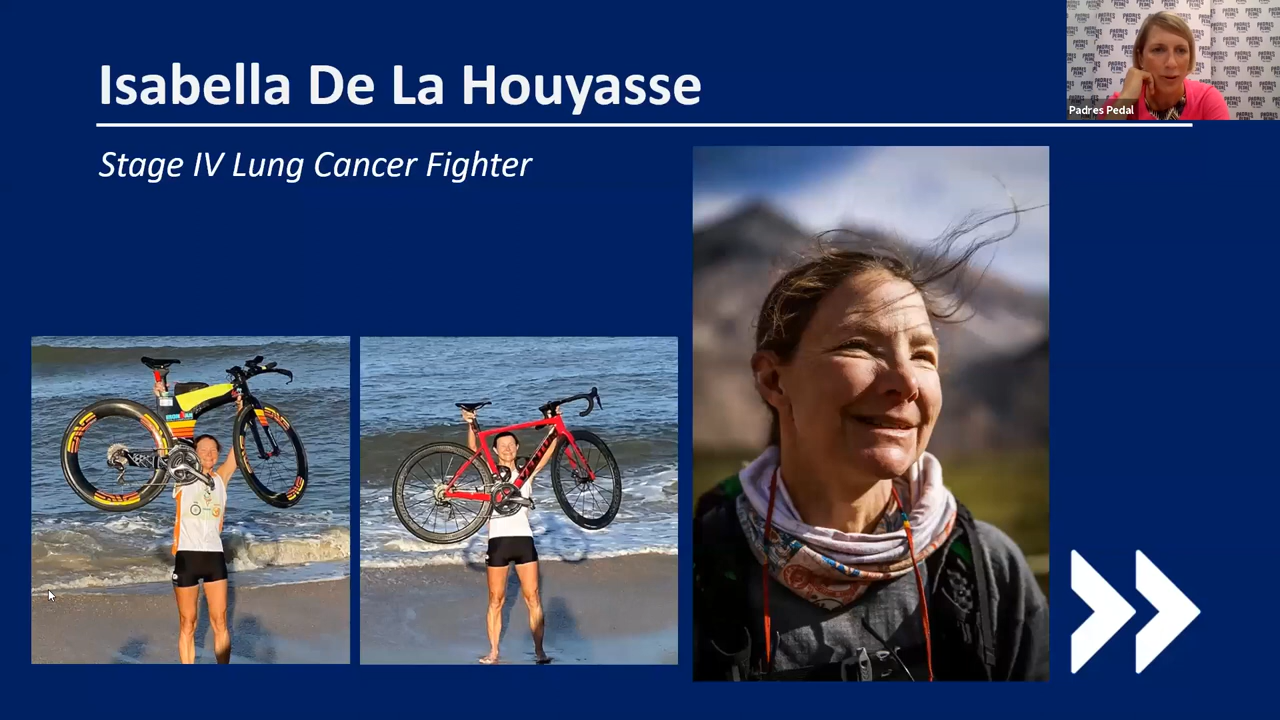 Isabella De La Houyasse
Stage IV Lung Cancer Fighter
Padres Pedal